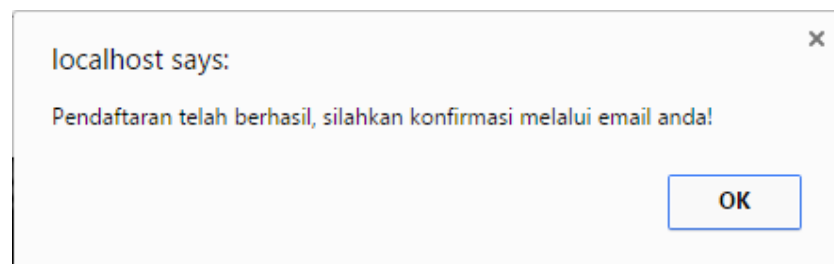 localhost says:
Pendaftaran telah berhasil, silahkan konfirmasi melalui email anda!
OK